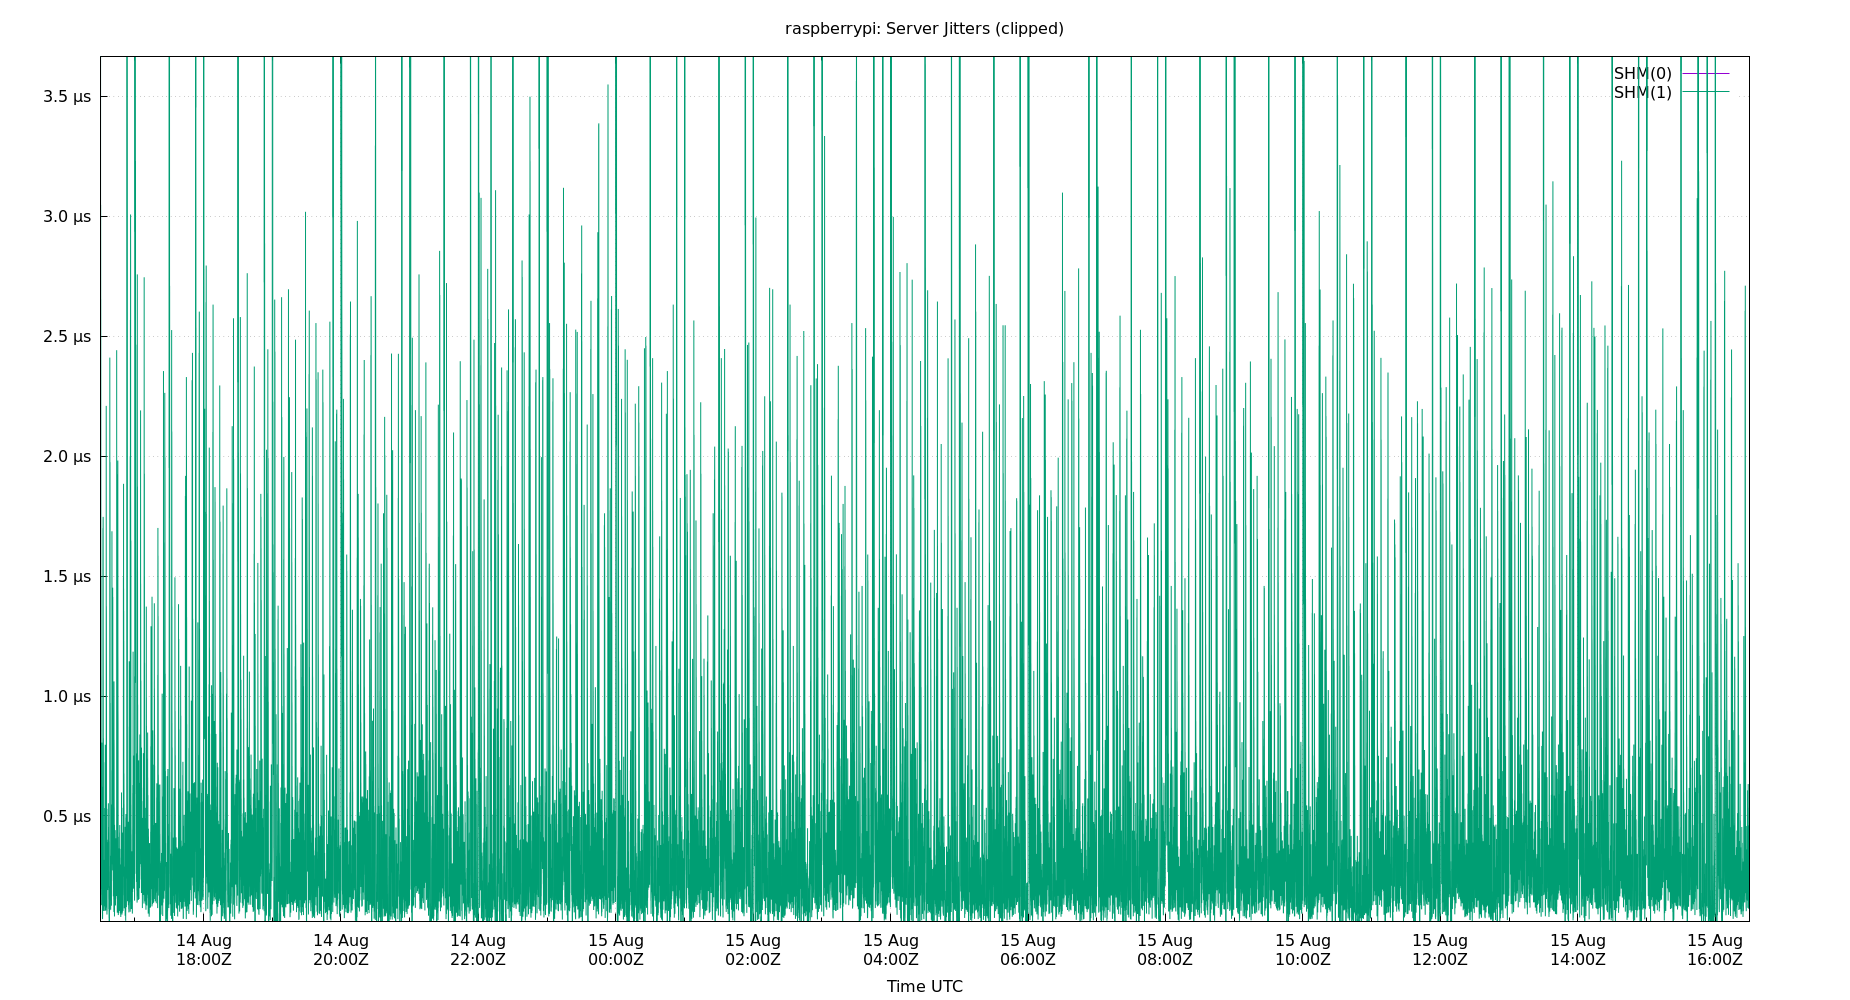 raspberrypi: Server Jitters (clipped)
SHM(0)
SHM(1)
3.5 μs
3.0 μs
2.5 μs
2.0 μs
1.5 μs
1.0 μs
0.5 μs
14 Aug 14 Aug 14 Aug 15 Aug 15 Aug 15 Aug 15 Aug 15 Aug 15 Aug 15 Aug 15 Aug 15 Aug
18:00Z 20:00Z 22:00Z 00:00Z 02:00Z 04:00Z 06:00Z 08:00Z 10:00Z 12:00Z 14:00Z 16:00Z
Time UTC